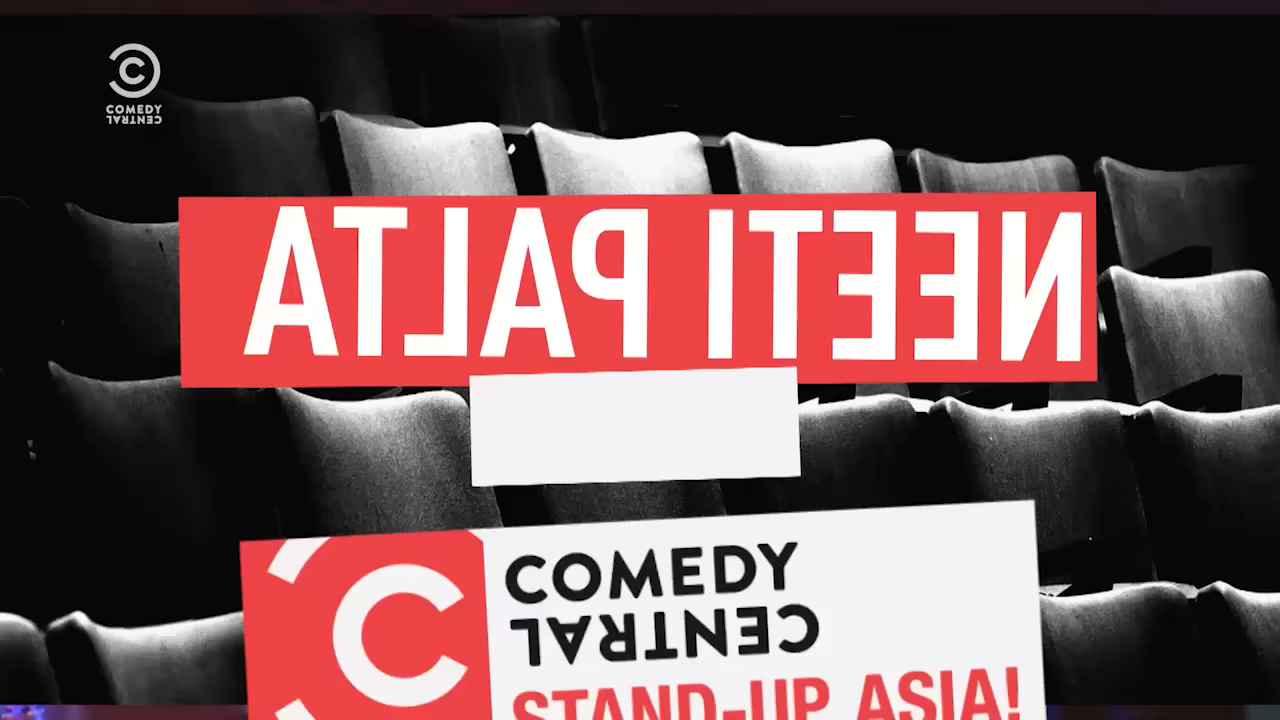 COMEDY
CENTRAL
NEETI PALTA
COMEDY
CENTRAL
STAND-UP ASIA!